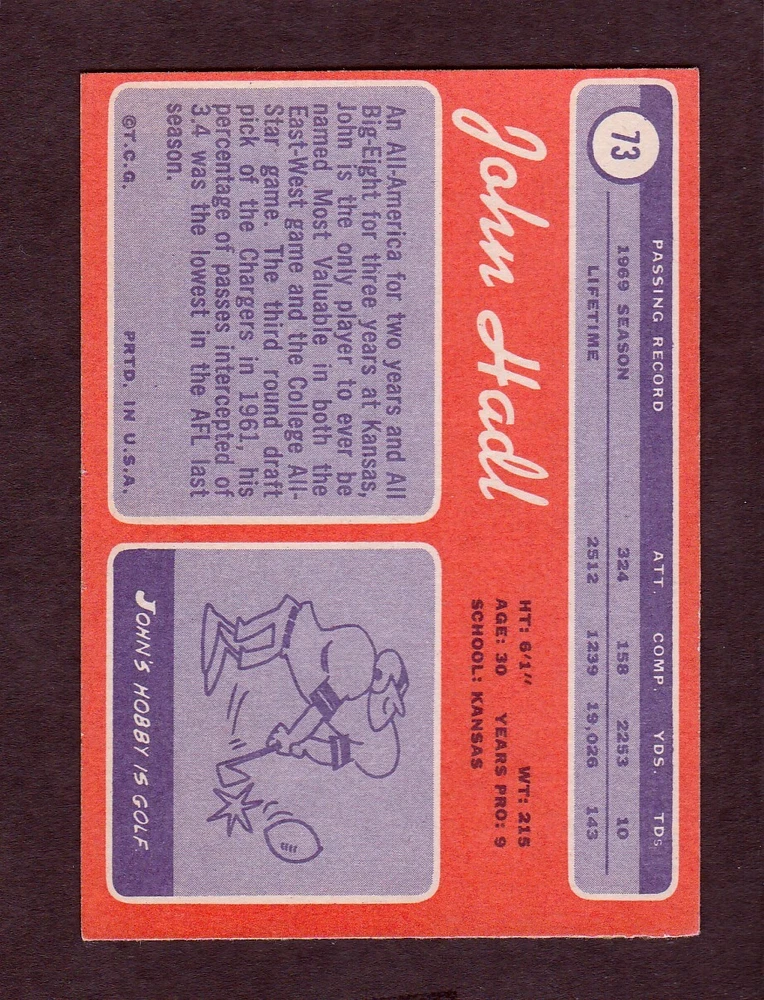 73
PASSING RECORD ATT. COMP. YDS. TDS
1969 SEASON 324 158 2253 10
LIFETIME 2512 1239 19,026 143
John Hadl
HT: 6'1" WT: 215
AGE: 30 YEARS PRO: 9
SCHOOL: KANSAS
An All-America for two years and All
Big-Eight for three years at Kansas,
John is the only player to ever be
named Most Valuable in both the
East-West game and the College All-
Star game. The third round draft
pick of the Chargers in 1961, his
percentage of passes intercepted of
3.4 was the lowest in the AFL last
season.
©T.C.G. PRTD. IN U.S.A.
JOHN'S HOBBY IS GOLF